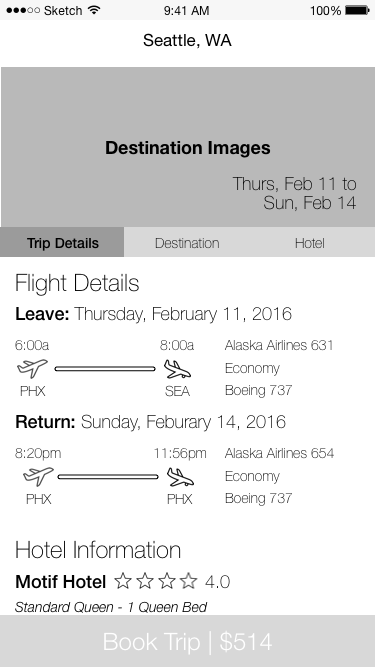 Sketch 9:41 AM 100%
Seattle, WA
Destination Images
Thurs, Feb 11 to
Sun, Feb 14
Trip Details Destination Hotel
Flight Details
Leave: Thursday, February 11, 2016
6:00a 8:00a Alaska Airlines 631
Economy
PHX SEA Boeing 737
Return: Sunday, Feburary 14, 2016
8:20pm 11:56pm Alaska Airlines 654
Economy
PHX PHX Boeing 737
Hotel Information
Motif Hotel ☆☆☆☆ 4.0
Standard Queen - 1 Queen Bed
Book Trip | $514